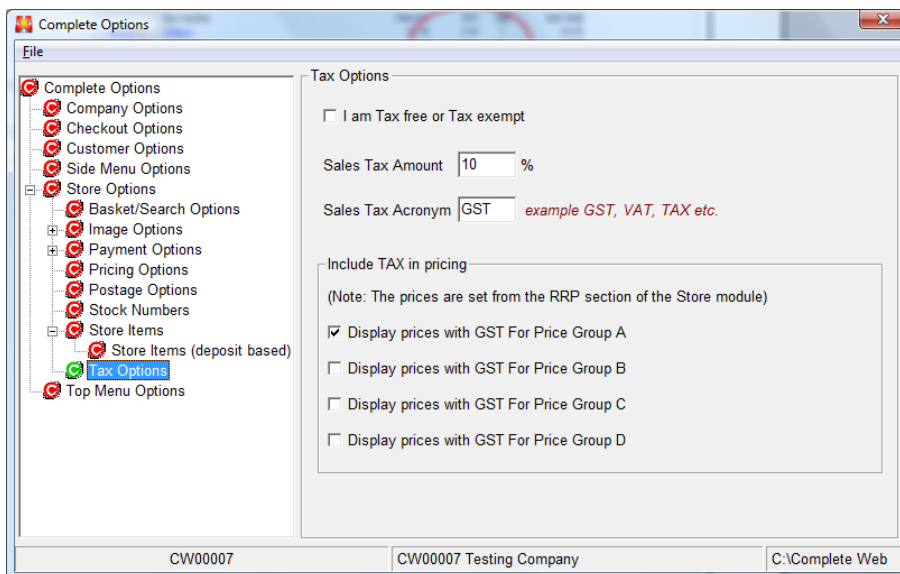 Complete Options
File
Complete Options
Company Options
Checkout Options
Customer Options
Side Menu Options
Store Options
Basket/Search Options
Image Options
Payment Options
Pricing Options
Postage Options
Stock Numbers
Store Items
Store Items (deposit based)
Tax Options
Top Menu Options
Tax Options
I am Tax free or Tax exempt
Sales Tax Amount 10 %
Sales Tax Acronym GST example GST, VAT, TAX etc.
Include TAX in pricing
(Note: The prices are set from the RRP section of the Store module)
Display prices with GST For Price Group A
Display prices with GST For Price Group B
Display prices with GST For Price Group C
Display prices with GST For Price Group D
CW00007 CW00007 Testing Company C:\Complete Web